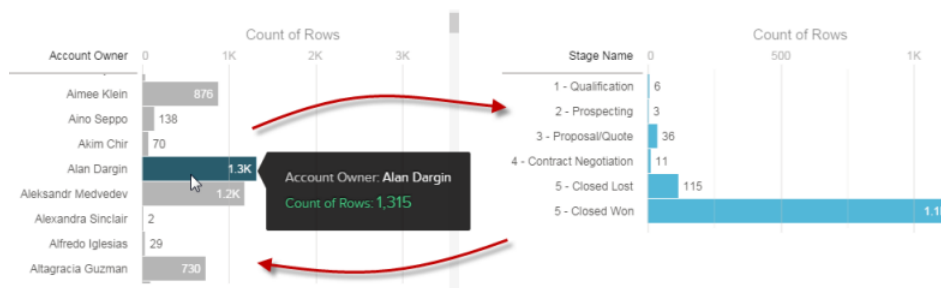 Count of Rows
Account Owner 0 1K 2K 3K
Aimee Klein 876
Aino Seppo 138
Akim Chir 70
Alan Dargin 1.3K
Aleksandr Medvedev 1.2K
Alexandra Sinclair 2
Alfredo Iglesias 29
Altagracia Guzman 730
Account Owner: Alan Dargin
Count of Rows: 1,315
Count of Rows
Stage Name 0 500 1K
1 - Qualification 6
2 - Prospecting 3
3 - Proposal/Quote 36
4 - Contract Negotiation 11
5 - Closed Lost 115
5 - Closed Won